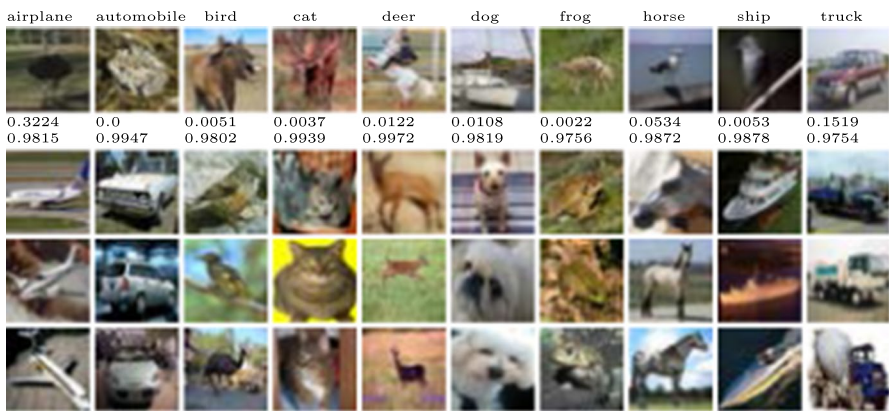 airplane automobile bird cat deer dog frog horse ship truck
0.3224 0.0 0.0051 0.0037 0.0122 0.0108 0.0022 0.0534 0.0053 0.1519
0.9815 0.9947 0.9802 0.9939 0.9972 0.9819 0.9756 0.9872 0.9878 0.9754